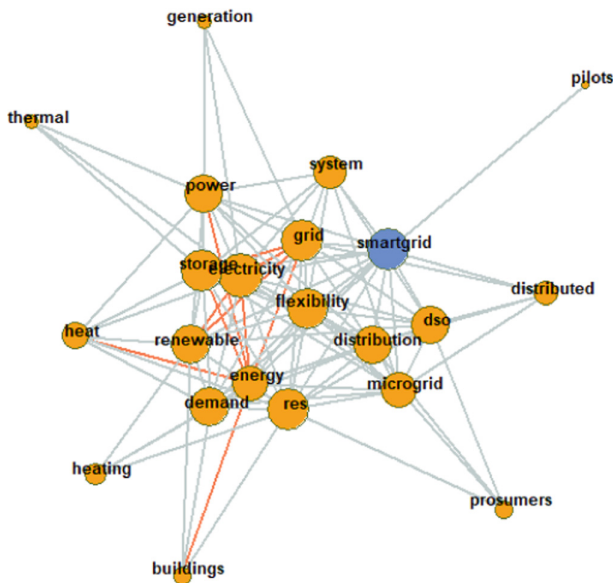 generation
pilots
thermal
system
power
grid
smartgrid
storage
electricity
distributed
flexibility
dso
heat
renewable
distribution
energy
microgrid
demand
res
heating
prosumers
buildings